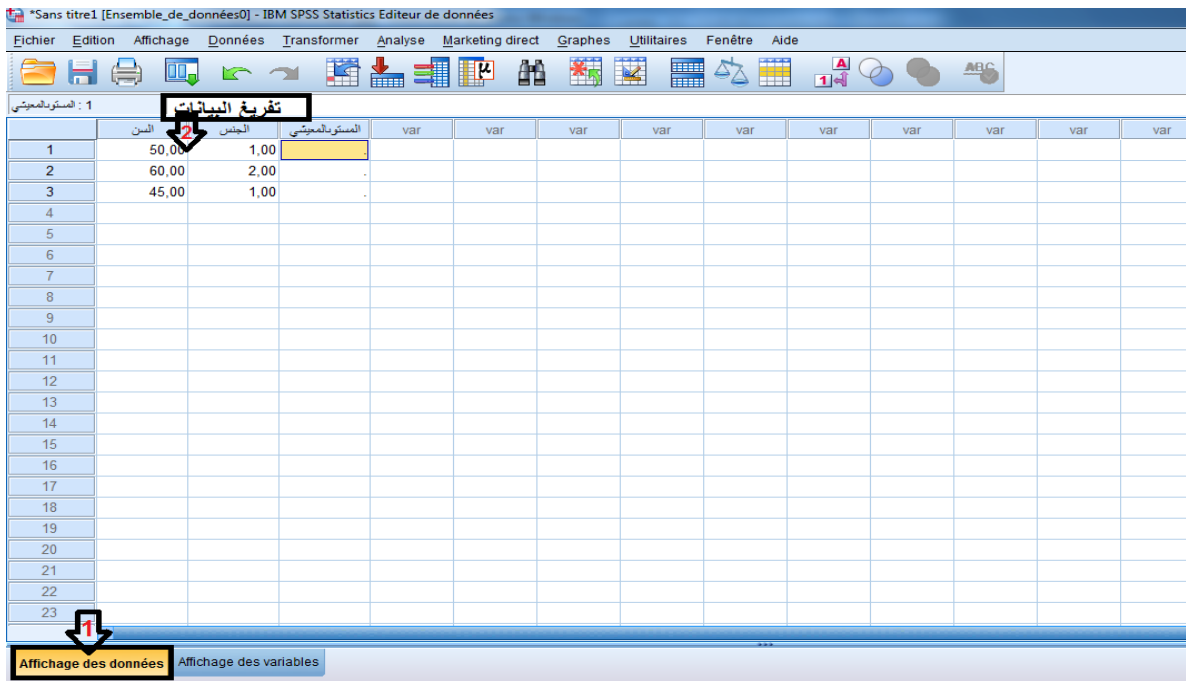 *Sans titre1 [Ensemble_de_données0] - IBM SPSS Statistics Editeur de données
Fichier Edition Affichage Données Transformer Analyse Marketing direct Graphes Utilitaires Fenêtre Aide
1 : المستوىالمعيشي
تفريغ البيانات
السن الجنس المستوىالمعيشي var var var var var var var var var var
2
1 50,00 1,00 .
2 60,00 2,00 .
3 45,00 1,00 .
4
5
6
7
8
9
10
11
12
13
14
15
16
17
18
19
20
21
22
23
1
Affichage des données Affichage des variables